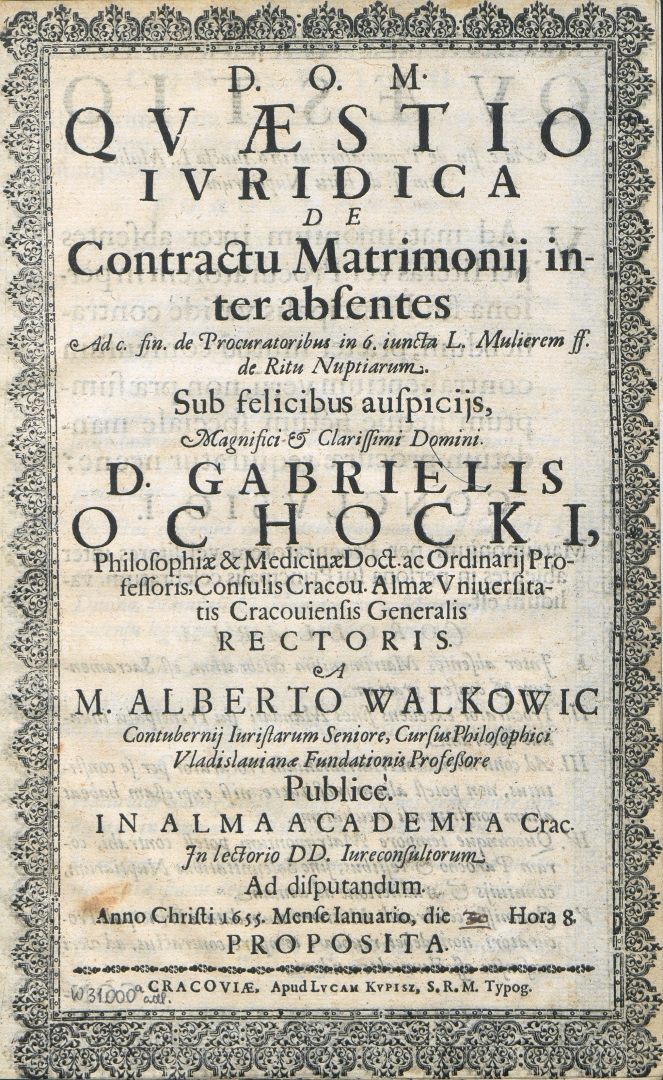 D. O. M.
QVÆSTIO
IVRIDICA
DE
Contractu Matrimonij in-
ter abſentes
Ad c. fin. de Procuratoribus in 6. iuncta L. Mulierem ff.
de Ritu Nuptiarum.
Sub felicibus auſpicijs,
Magnifici & Clariſſimi Domini.
D. GABRIELIS
OCHOCKI,
Philoſophiæ & Medicinæ Doct. ac Ordinarij Pro-
feſſoris, Conſulis Cracou. Almæ Vniuerſita-
tis Cracouienſis Generalis
RECTORIS.
A
M. ALBERTO WALKOWIC
Contubernij Iuriſtarum Seniore, Curſus Philoſophici
Vladislauianæ Fundationis Profeßore
Publicè.
IN ALMA ACADEMIA Crac.
In lectorio DD. Iureconſultorum
Ad diſputandum.
Anno Chriſti 1655. Menſe Ianuario, die 30 Hora 8.
PROPOSITA.
CRACOVIÆ, Apud LVCAM KVPISZ, S. R. M. Typog.
W 31.000 a adl.